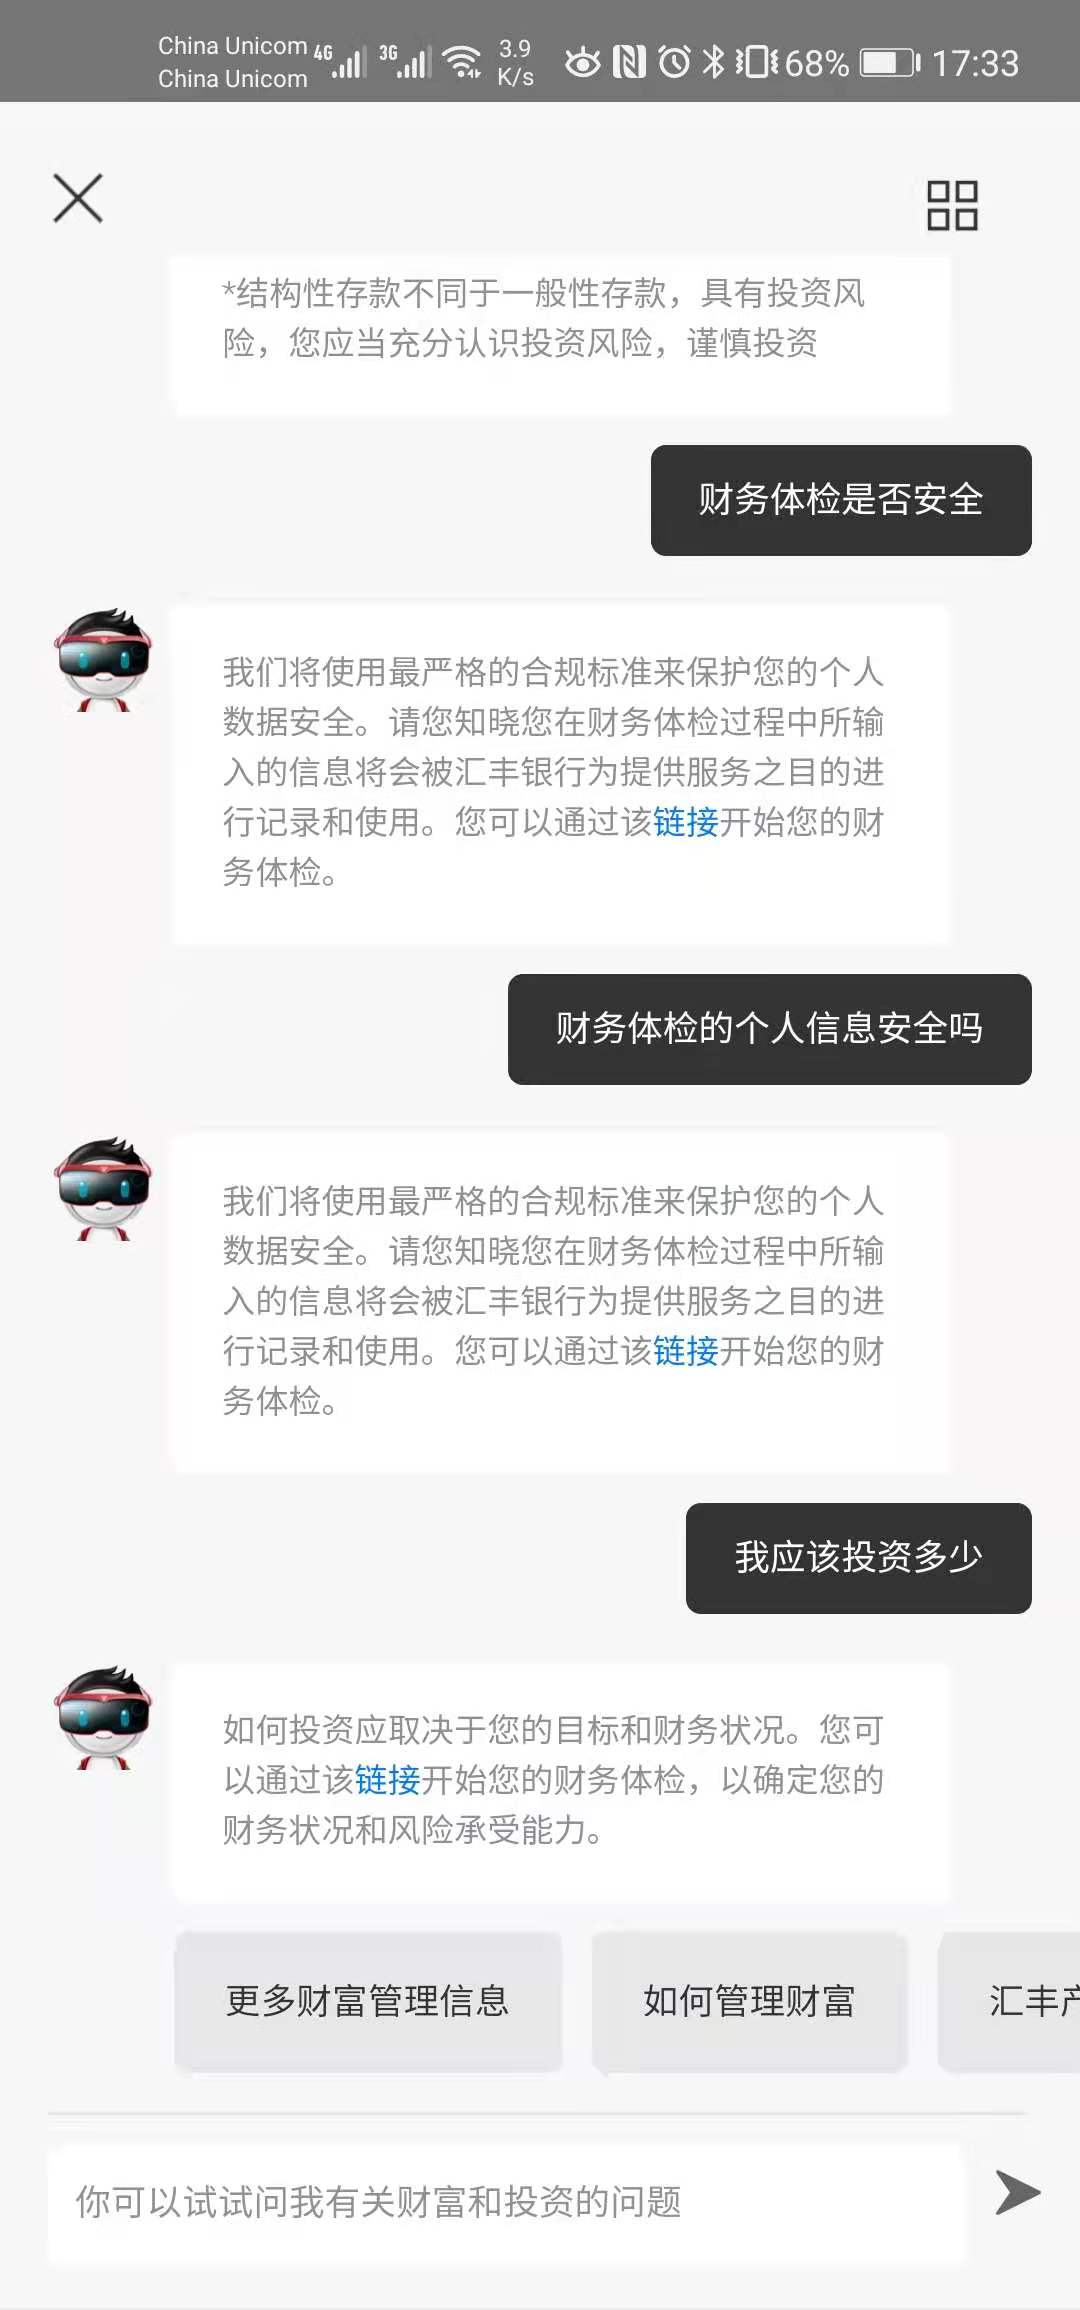 China Unicom 4G 3G 3.9 68% 17:33
China Unicom K/s
*结构性存款不同于一般性存款，具有投资风
险，您应当充分认识投资风险，谨慎投资
财务体检是否安全
我们将使用最严格的合规标准来保护您的个人
数据安全。请您知晓您在财务体检过程中所输
入的信息将会被汇丰银行为提供服务之目的进
行记录和使用。您可以通过该链接开始您的财
务体检。
财务体检的个人信息安全吗
我们将使用最严格的合规标准来保护您的个人
数据安全。请您知晓您在财务体检过程中所输
入的信息将会被汇丰银行为提供服务之目的进
行记录和使用。您可以通过该链接开始您的财
务体检。
我应该投资多少
如何投资应取决于您的目标和财务状况。您可
以通过该链接开始您的财务体检，以确定您的
财务状况和风险承受能力。
更多财富管理信息
如何管理财富
汇丰产
你可以试试问我有关财富和投资的问题